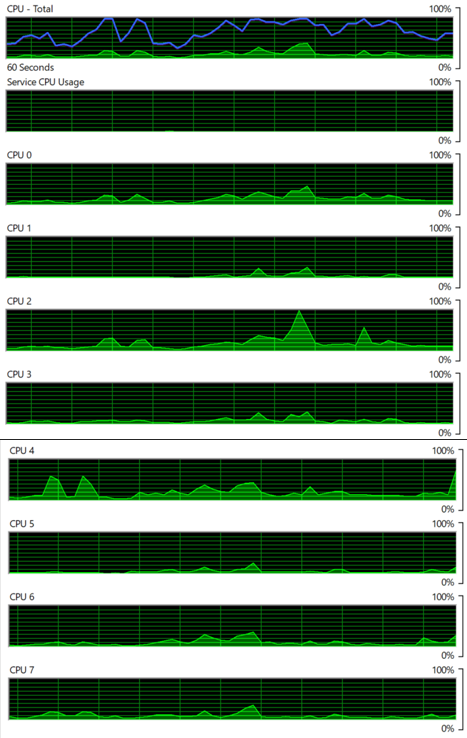 CPU - Total 100%
60 Seconds 0%
Service CPU Usage 100%
0%
CPU 0 100%
0%
CPU 1 100%
0%
CPU 2 100%
0%
CPU 3 100%
0%
CPU 4 100%
0%
CPU 5 100%
0%
CPU 6 100%
0%
CPU 7 100%
0%